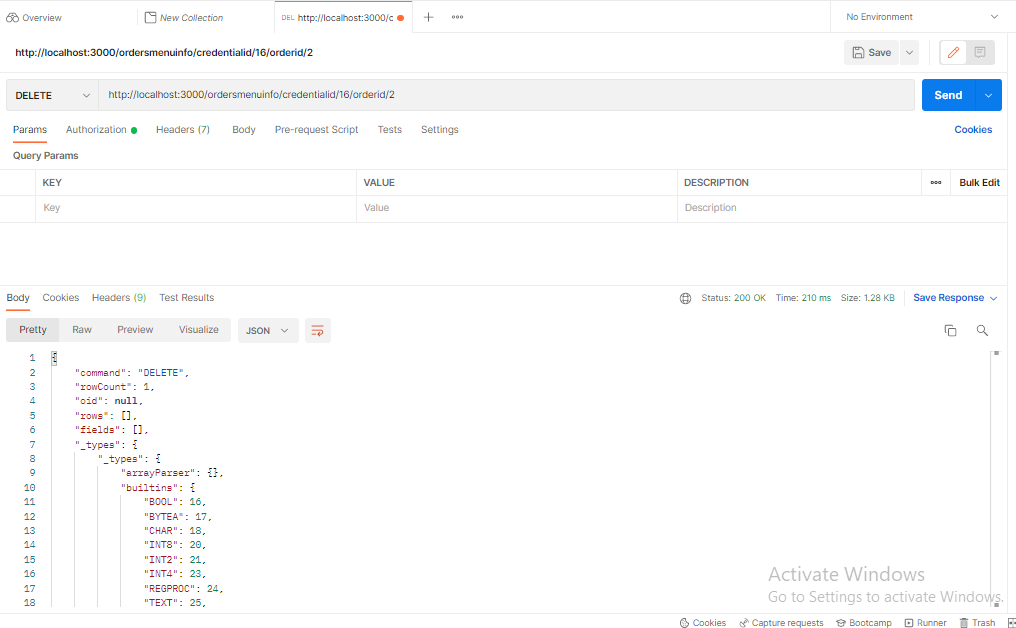 Overview
New Collection
DEL http://localhost:3000/c
No Environment
http://localhost:3000/ordersmenuinfo/credentialid/16/orderid/2
Save
DELETE
http://localhost:3000/ordersmenuinfo/credentialid/16/orderid/2
Send
Params Authorization Headers (7) Body Pre-request Script Tests Settings Cookies
Query Params
KEY VALUE DESCRIPTION Bulk Edit
Key Value Description
Body Cookies Headers (9) Test Results Status: 200 OK Time: 210 ms Size: 1.28 KB Save Response
Pretty Raw Preview Visualize JSON
1 {
2 "command": "DELETE",
3 "rowCount": 1,
4 "oid": null,
5 "rows": [],
6 "fields": [],
7 "_types": {
8 "_types": {
9 "arrayParser": {},
10 "builtins": {
11 "BOOL": 16,
12 "BYTEA": 17,
13 "CHAR": 18,
14 "INT8": 20,
15 "INT2": 21,
16 "INT4": 23,
17 "REGPROC": 24,
18 "TEXT": 25,
Activate Windows
Go to Settings to activate Windows.
Cookies Capture requests Bootcamp Runner Trash